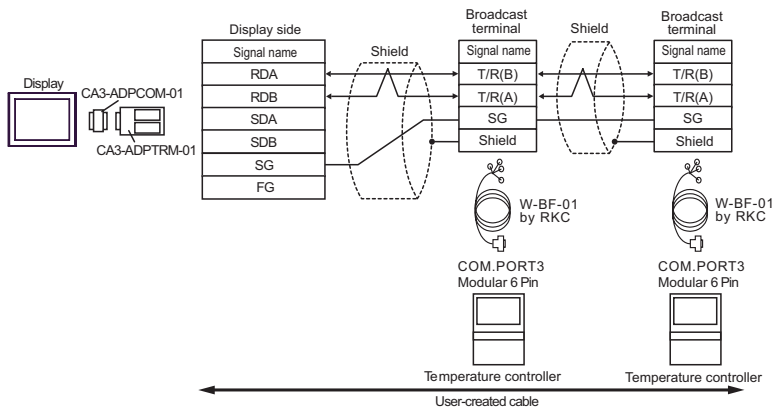 Display
CA3-ADPCOM-01
CA3-ADPTRM-01
Display side
Signal name
RDA
RDB
SDA
SDB
SG
FG
Shield
Broadcast
terminal
Signal name
T/R(B)
T/R(A)
SG
Shield
Shield
Broadcast
terminal
Signal name
T/R(B)
T/R(A)
SG
Shield
W-BF-01
by RKC
W-BF-01
by RKC
COM.PORT3
Modular 6 Pin
COM.PORT3
Modular 6 Pin
Temperature controller
Temperature controller
User-created cable